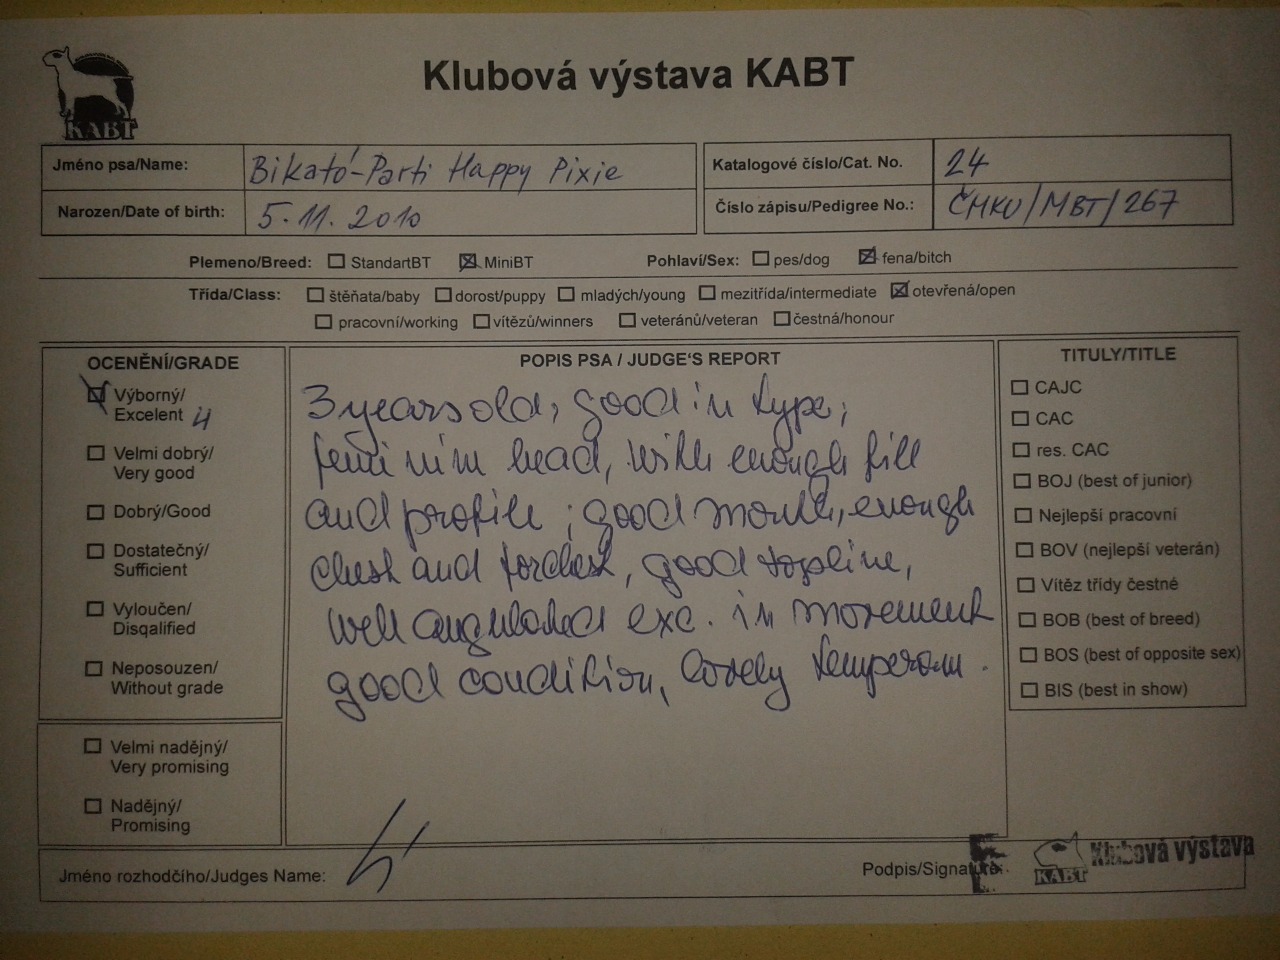 Klubová výstava KABT
KABT
Jméno psa/Name: Bikató-Parti Happy Pixie
Katalogové číslo/Cat. No. 24
Narozen/Date of birth: 5.11.2010
Číslo zápisu/Pedigree No.: ČMKU/MBT/267
Plemeno/Breed: StandartBT MiniBT Pohlaví/Sex: pes/dog fena/bitch
Třída/Class: štěňata/baby dorost/puppy mladých/young mezitřída/intermediate otevřená/open
pracovní/working vítězů/winners veteránů/veteran čestná/honour
OCENĚNÍ/GRADE
Výborný/
Excelent 4
Velmi dobrý/
Very good
Dobrý/Good
Dostatečný/
Sufficient
Vyloučen/
Disqalified
Neposouzen/
Without grade
Velmi nadějný/
Very promising
Nadějný/
Promising
POPIS PSA / JUDGE'S REPORT
3 years old, good in type,
feminim head, with enough fill
and profile ; good mouth, enough
chest and forchest, good topline,
well angulated exc. in movement
good condition, lovely temperam.
TITULY/TITLE
CAJC
CAC
res. CAC
BOJ (best of junior)
Nejlepší pracovní
BOV (nejlepší veterán)
Vítěz třídy čestné
BOB (best of breed)
BOS (best of opposite sex)
BIS (best in show)
Jméno rozhodčího/Judges Name:
Podpis/Signature:
Klubová výstava
KABT